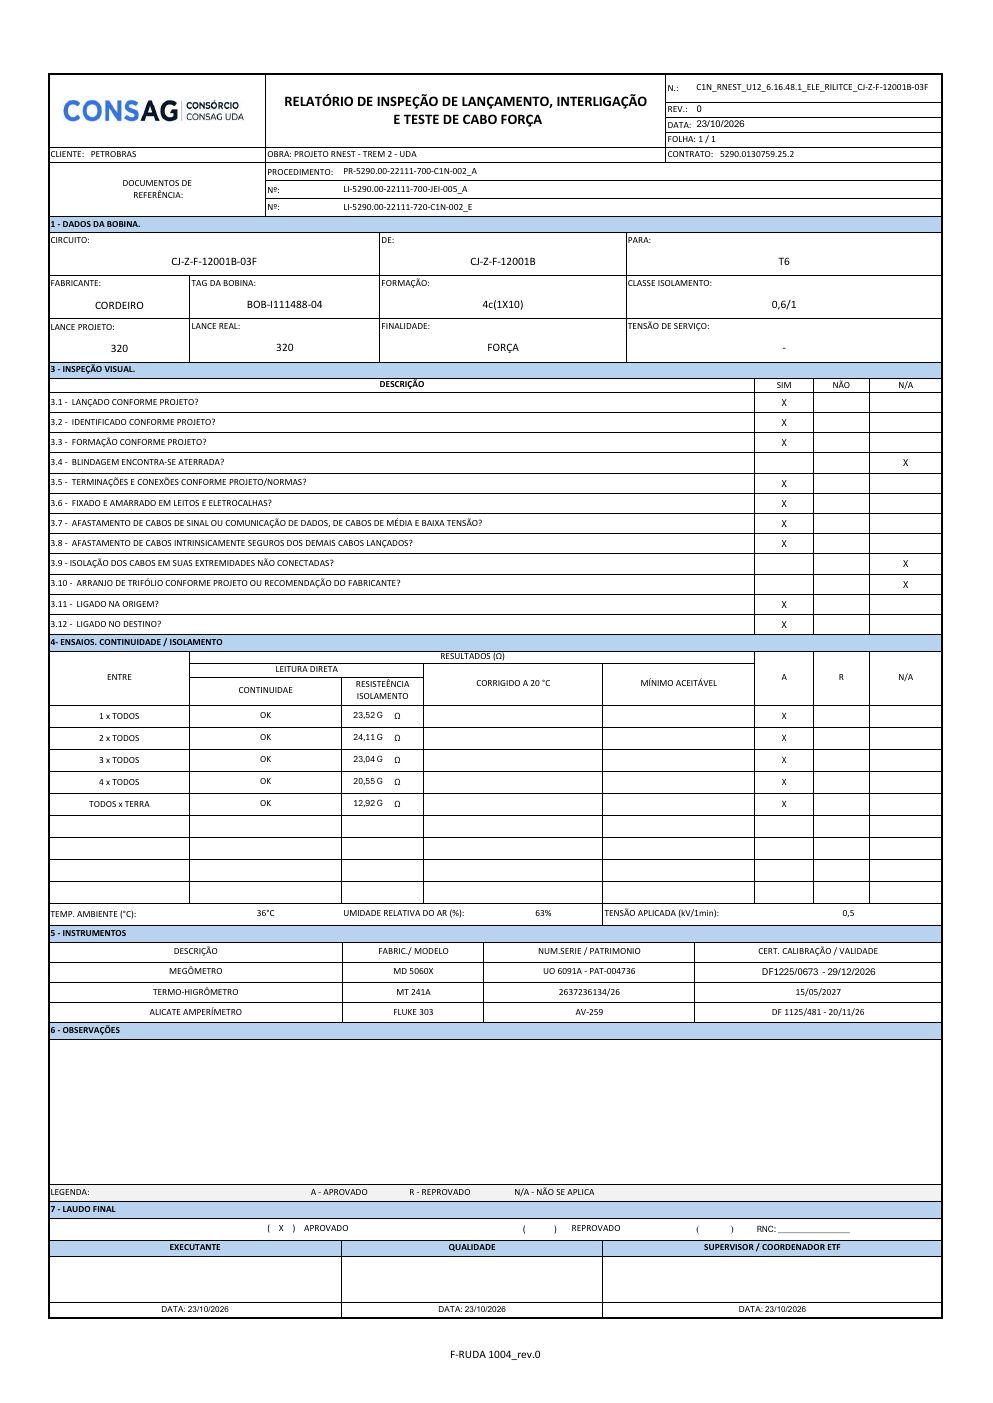 CONSAG CONSÓRCIO CONSAG UDA
RELATÓRIO DE INSPEÇÃO DE LANÇAMENTO, INTERLIGAÇÃO
E TESTE DE CABO FORÇA
N.: C1N_RNEST_U12_6.16.48.1_ELE_RILITCE_CJ-Z-F-12001B-03F
REV.: 0
DATA: 23/10/2026
FOLHA: 1 / 1
CLIENTE: PETROBRAS OBRA: PROJETO RNEST - TREM 2 - UDA CONTRATO: 5290.0130759.25.2
DOCUMENTOS DE
REFERÊNCIA:
PROCEDIMENTO: PR-5290.00-22111-700-C1N-002_A
Nº: LI-5290.00-22111-700-JEI-005_A
Nº: LI-5290.00-22111-720-C1N-002_E
1 - DADOS DA BOBINA.
CIRCUITO: DE: PARA:
CJ-Z-F-12001B-03F CJ-Z-F-12001B T6
FABRICANTE: TAG DA BOBINA: FORMAÇÃO: CLASSE ISOLAMENTO:
CORDEIRO BOB-I111488-04 4c(1X10) 0,6/1
LANCE PROJETO: LANCE REAL: FINALIDADE: TENSÃO DE SERVIÇO:
320 320 FORÇA -
3 - INSPEÇÃO VISUAL.
DESCRIÇÃO SIM NÃO N/A
3.1 - LANÇADO CONFORME PROJETO? X
3.2 - IDENTIFICADO CONFORME PROJETO? X
3.3 - FORMAÇÃO CONFORME PROJETO? X
3.4 - BLINDAGEM ENCONTRA-SE ATERRADA? X
3.5 - TERMINAÇÕES E CONEXÕES CONFORME PROJETO/NORMAS? X
3.6 - FIXADO E AMARRADO EM LEITOS E ELETROCALHAS? X
3.7 - AFASTAMENTO DE CABOS DE SINAL OU COMUNICAÇÃO DE DADOS, DE CABOS DE MÉDIA E BAIXA TENSÃO? X
3.8 - AFASTAMENTO DE CABOS INTRINSICAMENTE SEGUROS DOS DEMAIS CABOS LANÇADOS? X
3.9 - ISOLAÇÃO DOS CABOS EM SUAS EXTREMIDADES NÃO CONECTADAS? X
3.10 - ARRANJO DE TRIFÓLIO CONFORME PROJETO OU RECOMENDAÇÃO DO FABRICANTE? X
3.11 - LIGADO NA ORIGEM? X
3.12 - LIGADO NO DESTINO? X
4- ENSAIOS. CONTINUIDADE / ISOLAMENTO
ENTRE RESULTADOS (Ω) A R N/A
LEITURA DIRETA CORRIGIDO A 20 °C MÍNIMO ACEITÁVEL
CONTINUIDAE RESISTEÊNCIA
ISOLAMENTO
1 x TODOS OK 23,52 G Ω X
2 x TODOS OK 24,11 G Ω X
3 x TODOS OK 23,04 G Ω X
4 x TODOS OK 20,55 G Ω X
TODOS x TERRA OK 12,92 G Ω X
TEMP. AMBIENTE (°C): 36°C UMIDADE RELATIVA DO AR (%): 63% TENSÃO APLICADA (kV/1min): 0,5
5 - INSTRUMENTOS
DESCRIÇÃO FABRIC./ MODELO NUM.SERIE / PATRIMONIO CERT. CALIBRAÇÃO / VALIDADE
MEGÔMETRO MD 5060X UO 6091A - PAT-004736 DF1225/0673 - 29/12/2026
TERMO-HIGRÔMETRO MT 241A 2637236134/26 15/05/2027
ALICATE AMPERÍMETRO FLUKE 303 AV-259 DF 1125/481 - 20/11/26
6 - OBSERVAÇÕES
LEGENDA: A - APROVADO R - REPROVADO N/A - NÃO SE APLICA
7 - LAUDO FINAL
( X ) APROVADO ( ) REPROVADO ( ) RNC: _______________
EXECUTANTE QUALIDADE SUPERVISOR / COORDENADOR ETF
DATA: 23/10/2026 DATA: 23/10/2026 DATA: 23/10/2026
F-RUDA 1004_rev.0